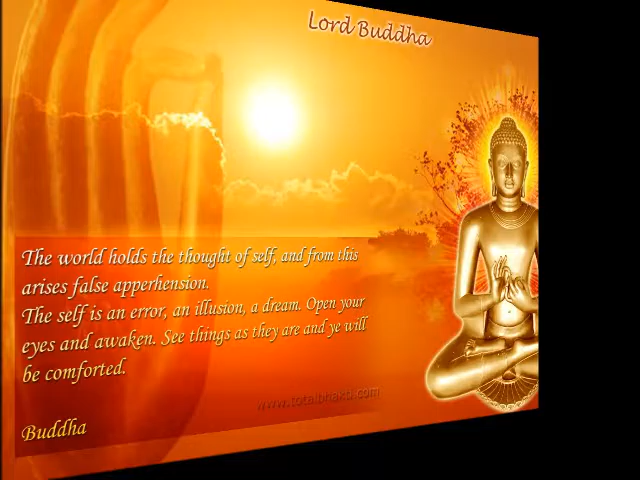 Lord Buddha
The world holds the thought of self, and from this
arises false apperhension.
The self is an error, an illusion, a dream. Open your
eyes and awaken. See things as they are and ye will
be comforted.
www.totalbhakti.com
Buddha